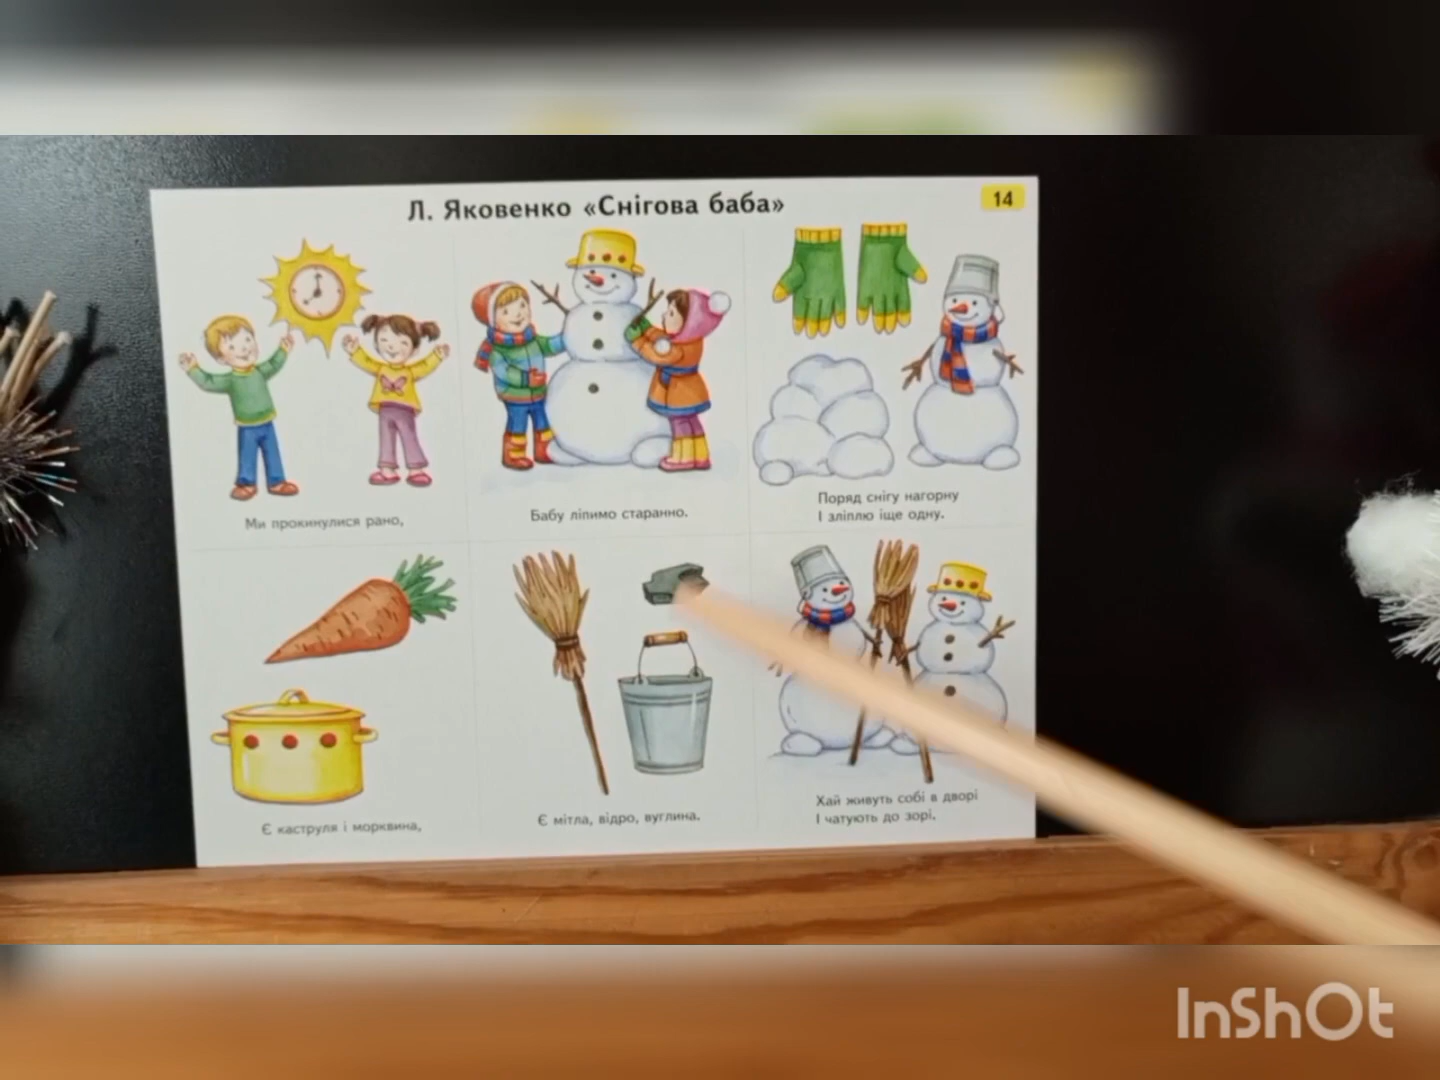 Л. Яковенко «Снігова баба»
14
Ми прокинулися рано,
Бабу ліпимо старанно.
Поряд снігу нагорну
І зліплю іще одну.
Є каструля і морквина,
Є мітла, відро, вуглина.
Хай живуть собі в дворі
І чатують до зорі.
InShOt